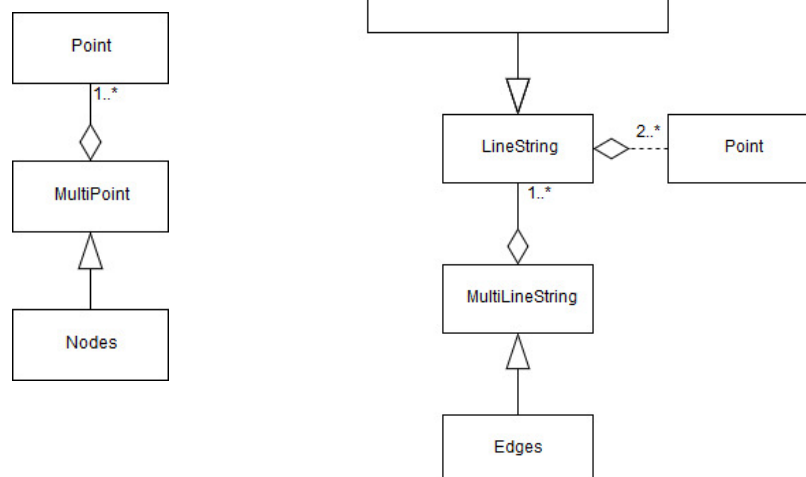 Point
1..*
MultiPoint
Nodes
LineString
2..*
Point
1..*
MultiLineString
Edges